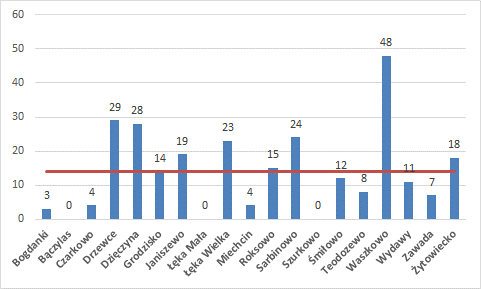 60
50
40
30
20
10
0
3
0
4
29
28
14
19
0
23
4
15
24
0
12
8
48
11
7
18
Bogdanki
Bączylas
Czarkowo
Drzewce
Dzięczyna
Grodzisko
Janiszewo
Łęka Mała
Łęka Wielka
Miechcin
Roksowo
Sarbinowo
Szurkowo
Śmiłowo
Teodozewo
Waszkowo
Wydawy
Zawada
Żytowiecko